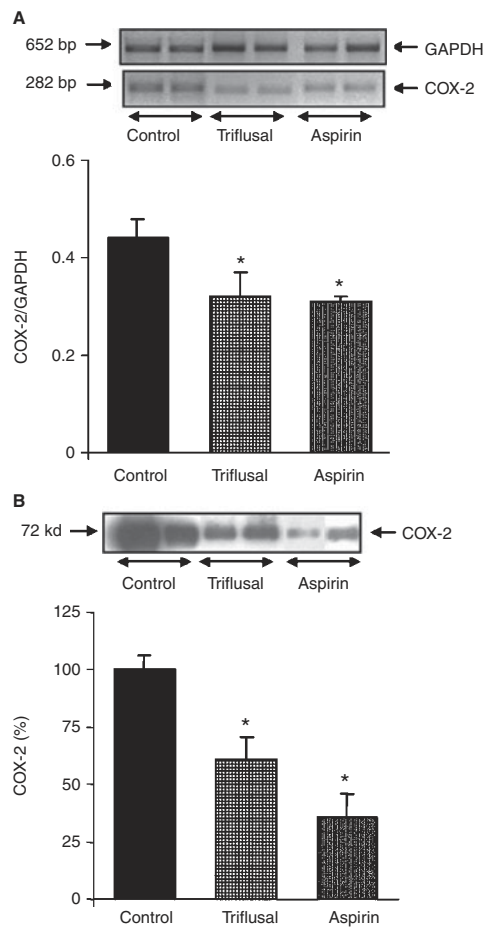 A
652 bp
GAPDH
282 bp
COX-2
Control Triflusal Aspirin
0.6
0.4
0.2
0
COX-2/GAPDH
*
*
Control Triflusal Aspirin
B
72 kd
COX-2
Control Triflusal Aspirin
125
100
75
50
25
0
COX-2 (%)
*
*
Control Triflusal Aspirin